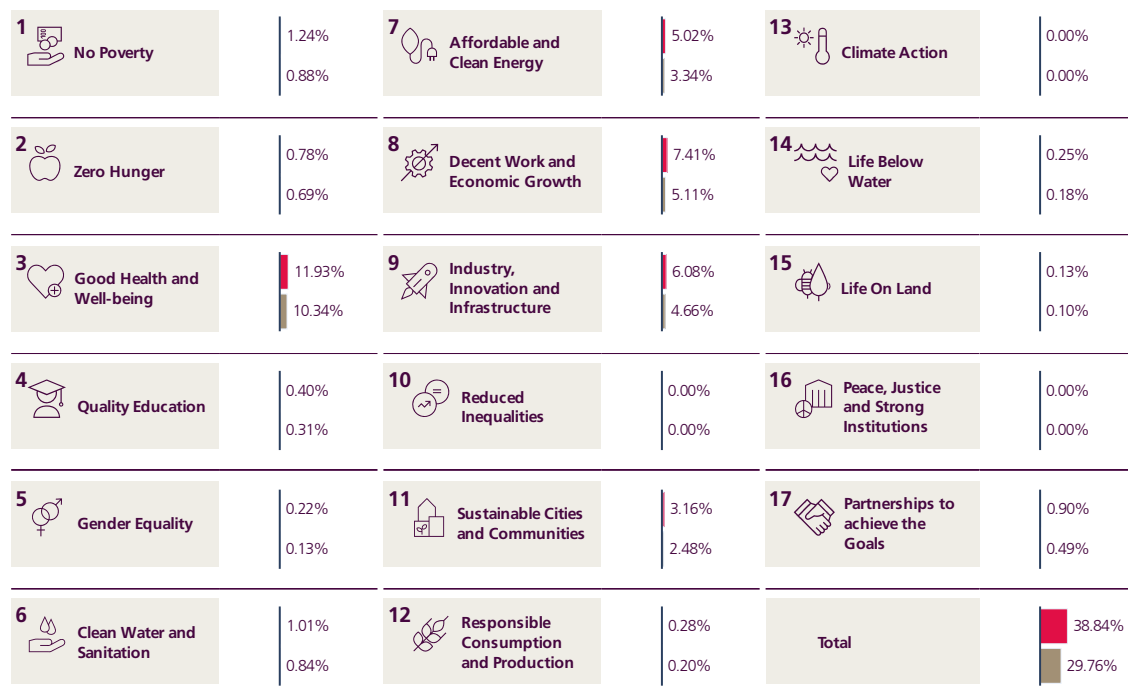 1
No Poverty
1.24%
0.88%
2
Zero Hunger
0.78%
0.69%
3
Good Health and
Well-being
11.93%
10.34%
4
Quality Education
0.40%
0.31%
5
Gender Equality
0.22%
0.13%
6
Clean Water and
Sanitation
1.01%
0.84%
7
Affordable and
Clean Energy
5.02%
3.34%
8
Decent Work and
Economic Growth
7.41%
5.11%
9
Industry,
Innovation and
Infrastructure
6.08%
4.66%
10
Reduced
Inequalities
0.00%
0.00%
11
Sustainable Cities
and Communities
3.16%
2.48%
12
Responsible
Consumption
and Production
0.28%
0.20%
13
Climate Action
0.00%
0.00%
14
Life Below
Water
0.25%
0.18%
15
Life On Land
0.13%
0.10%
16
Peace, Justice
and Strong
Institutions
0.00%
0.00%
17
Partnerships to
achieve the
Goals
0.90%
0.49%
Total
38.84%
29.76%